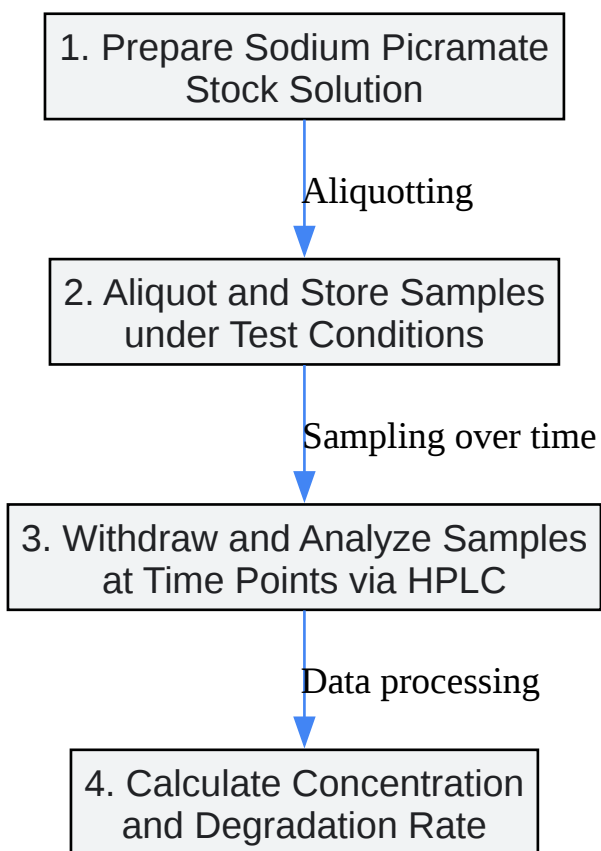 1. Prepare Sodium Picramate
Stock Solution
Aliquotting
2. Aliquot and Store Samples
under Test Conditions
Sampling over time
3. Withdraw and Analyze Samples
at Time Points via HPLC
Data processing
4. Calculate Concentration
and Degradation Rate